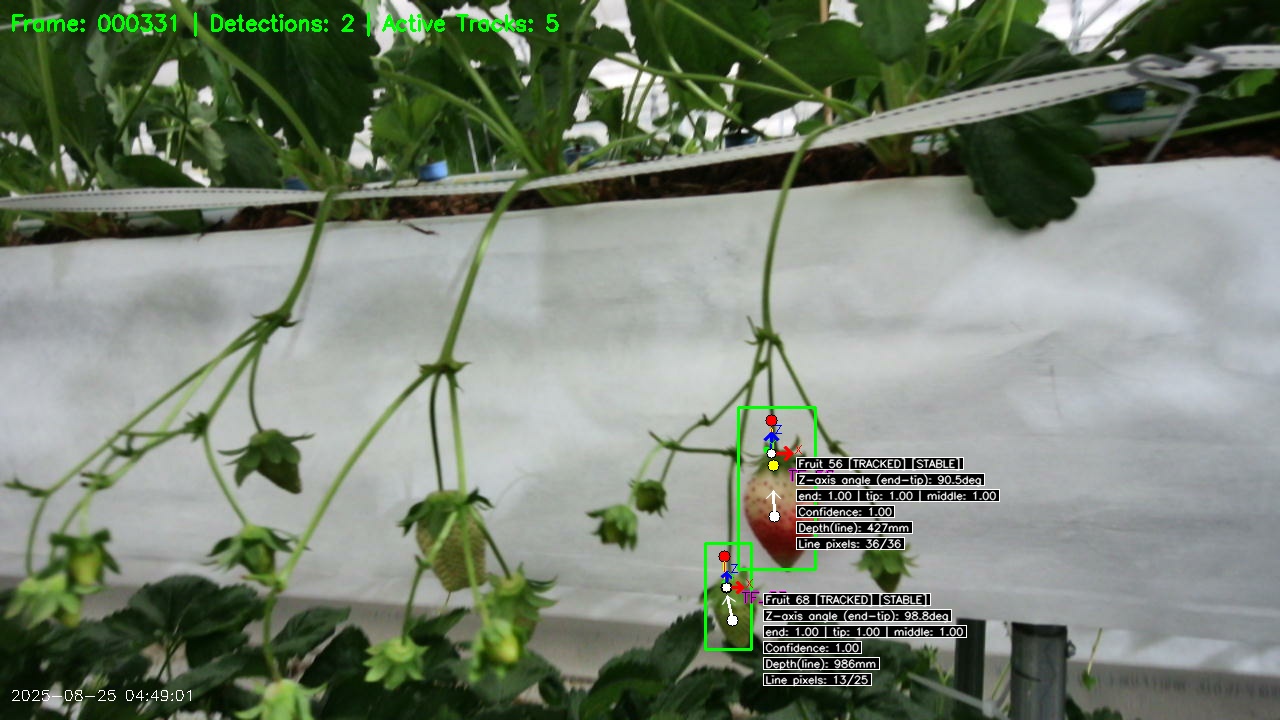 Frame: 000331 | Detections: 2 | Active Tracks: 5
Z
X
Fruit 56 [TRACKED] [STABLE]
Z-axis angle (end-tip): 90.5deg
end: 1.00 | tip: 1.00 | middle: 1.00
Confidence: 1.00
Depth(line): 427mm
Line pixels: 36/36
Z
X
Fruit 68 [TRACKED] [STABLE]
Z-axis angle (end-tip): 98.8deg
end: 1.00 | tip: 1.00 | middle: 1.00
Confidence: 1.00
Depth(line): 986mm
Line pixels: 13/25
2025-08-25 04:49:01